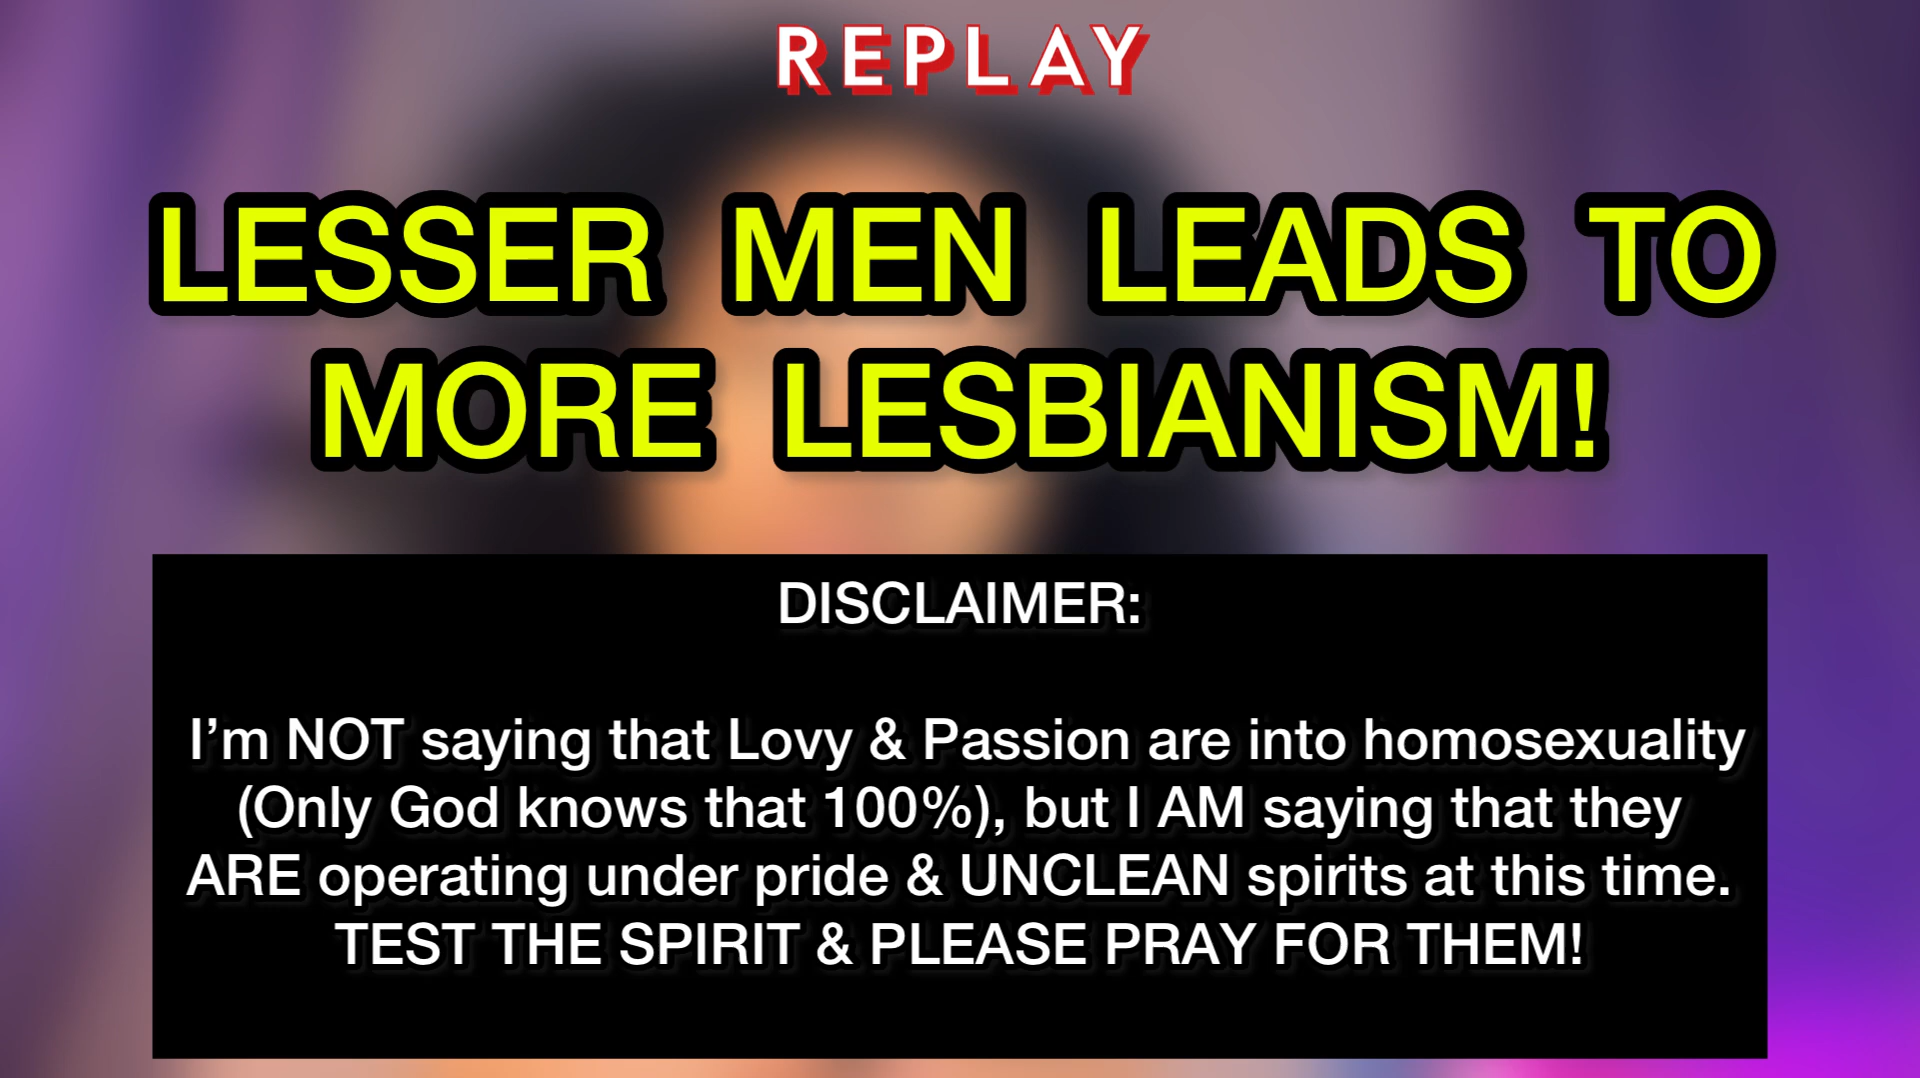 REPLAY
LESSER MEN LEADS TO
MORE LESBIANISM!
DISCLAIMER:
I’m NOT saying that Lovy & Passion are into homosexuality
(Only God knows that 100%), but I AM saying that they
ARE operating under pride & UNCLEAN spirits at this time.
TEST THE SPIRIT & PLEASE PRAY FOR THEM!